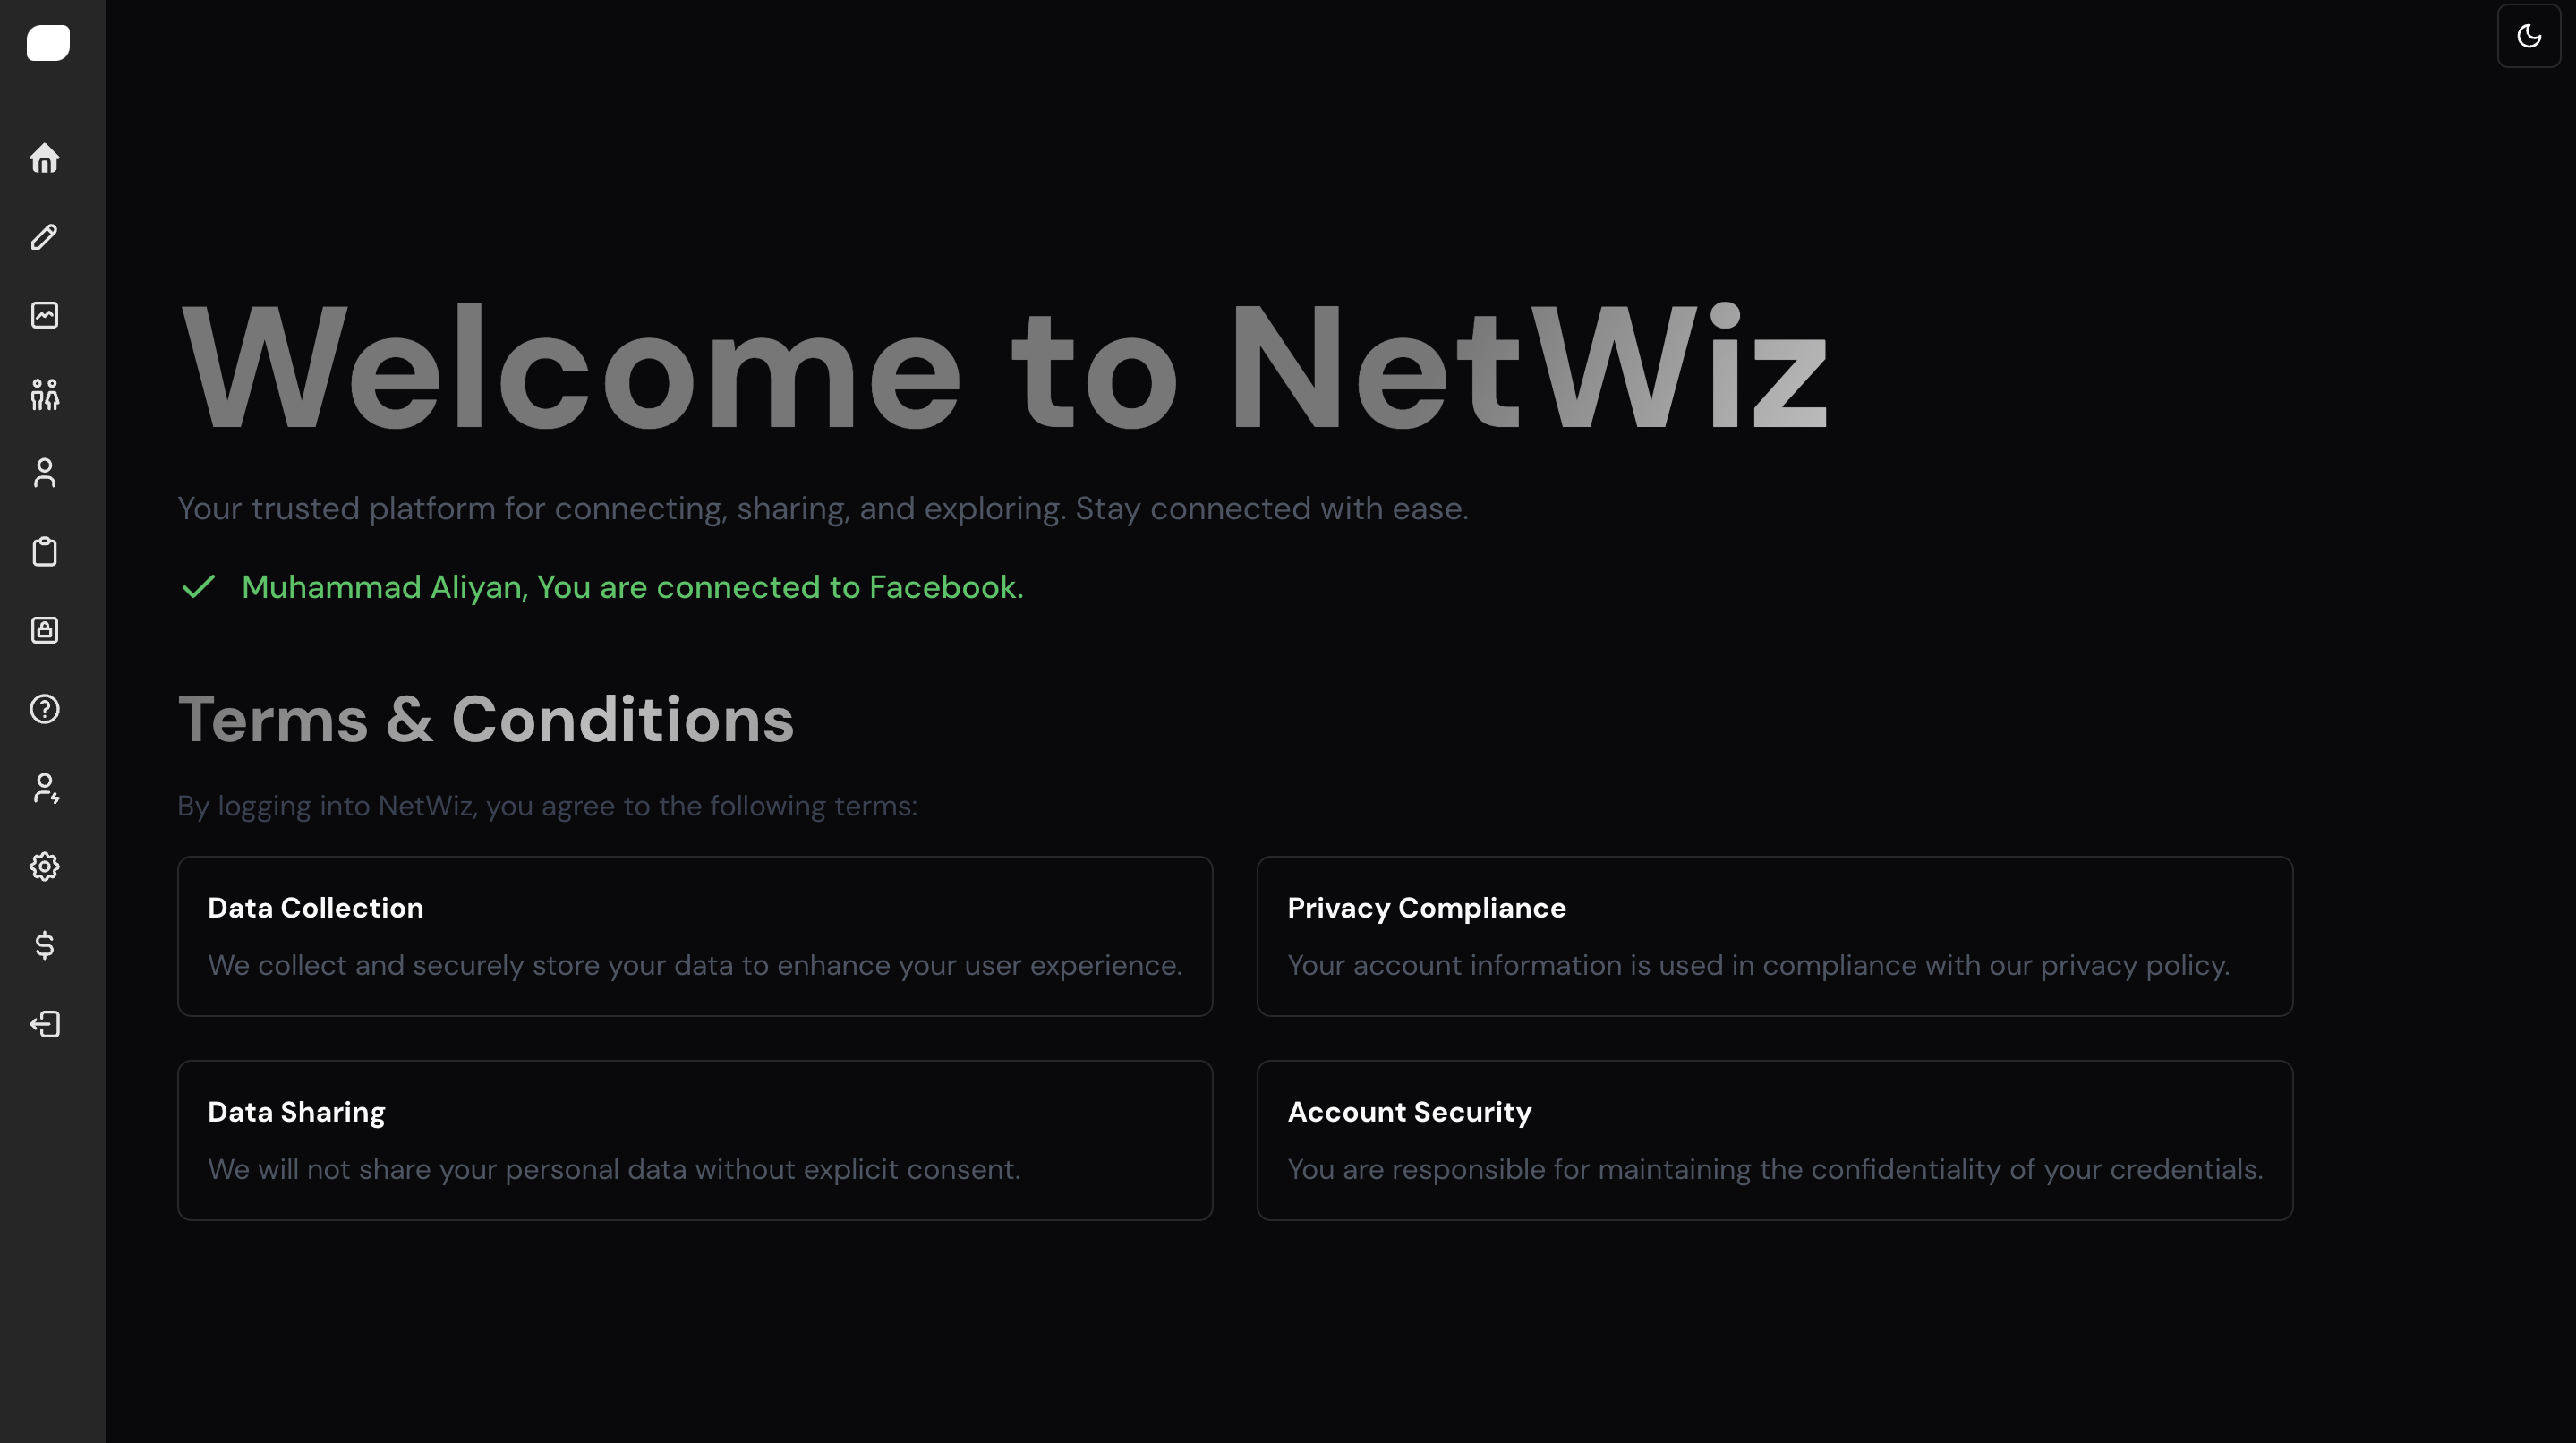 Welcome to NetWiz
Your trusted platform for connecting, sharing, and exploring. Stay connected with ease.
Muhammad Aliyan, You are connected to Facebook.
Terms & Conditions
By logging into NetWiz, you agree to the following terms:
Data Collection
We collect and securely store your data to enhance your user experience.
Privacy Compliance
Your account information is used in compliance with our privacy policy.
Data Sharing
We will not share your personal data without explicit consent.
Account Security
You are responsible for maintaining the confidentiality of your credentials.